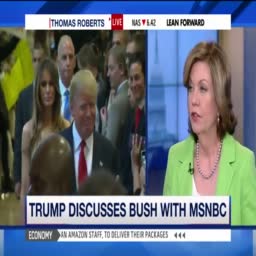 THOMAS ROBERTS
LIVE
NAS ▼ & 42
LEAN FORWARD
TRUMP DISCUSSES BUSH WITH MSNBC
ECONOMY
AN AMAZON STAFF, TO DELIVER THEIR PACKAGES